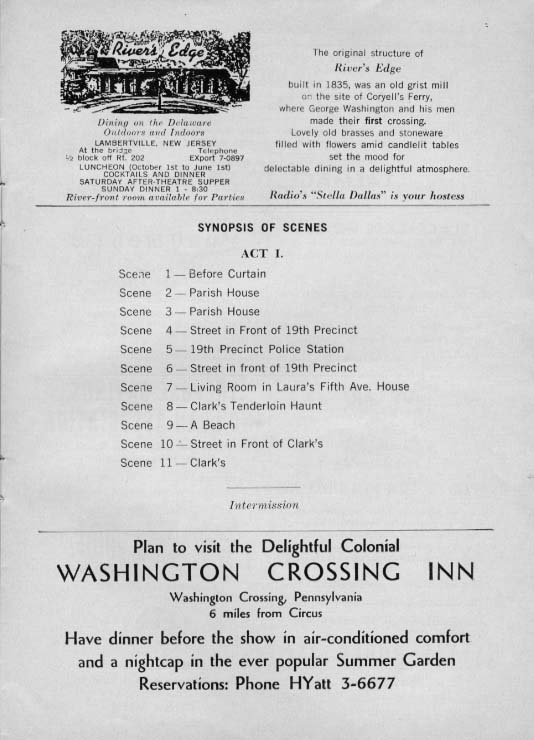 River's Edge
Dining on the Delaware
Outdoors and Indoors
LAMBERTVILLE, NEW JERSEY
At the bridge Telephone
½ block off Rt. 202 EXport 7-0897
LUNCHEON (October 1st to June 1st)
COCKTAILS AND DINNER
SATURDAY AFTER-THEATRE SUPPER
SUNDAY DINNER 1 - 8:30
River-front room available for Parties
The original structure of
River's Edge
built in 1835, was an old grist mill
on the site of Coryell's Ferry,
where George Washington and his men
made their first crossing.
Lovely old brasses and stoneware
filled with flowers amid candlelit tables
set the mood for
delectable dining in a delightful atmosphere.
Radio's "Stella Dallas" is your hostess
SYNOPSIS OF SCENES
ACT I.
Scene 1 — Before Curtain
Scene 2 — Parish House
Scene 3 — Parish House
Scene 4 — Street in Front of 19th Precinct
Scene 5 — 19th Precinct Police Station
Scene 6 — Street in front of 19th Precinct
Scene 7 — Living Room in Laura's Fifth Ave. House
Scene 8 — Clark's Tenderloin Haunt
Scene 9 — A Beach
Scene 10 — Street in Front of Clark's
Scene 11 — Clark's
Intermission
Plan to visit the Delightful Colonial
WASHINGTON CROSSING INN
Washington Crossing, Pennsylvania
6 miles from Circus
Have dinner before the show in air-conditioned comfort
and a nightcap in the ever popular Summer Garden
Reservations: Phone HYatt 3-6677